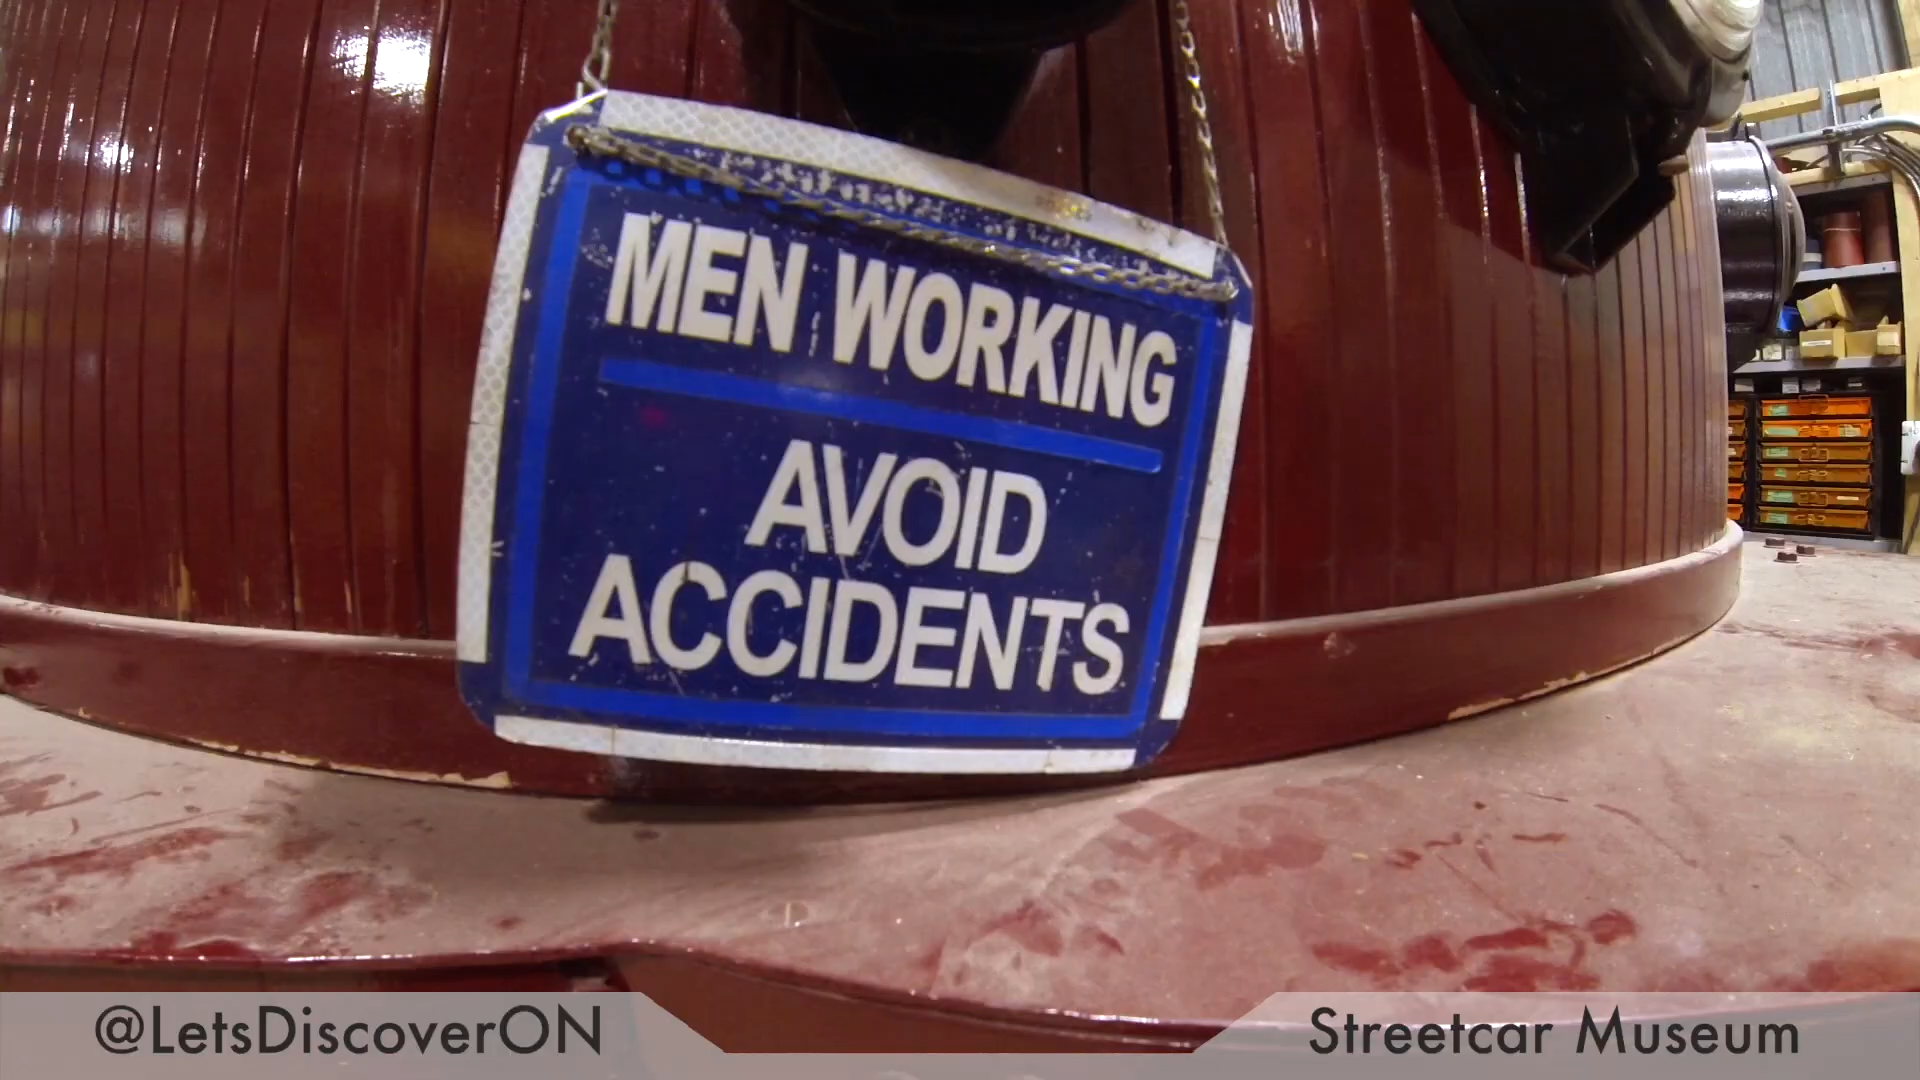 MEN WORKING
AVOID
ACCIDENTS
@LetsDiscoverON
Streetcar Museum